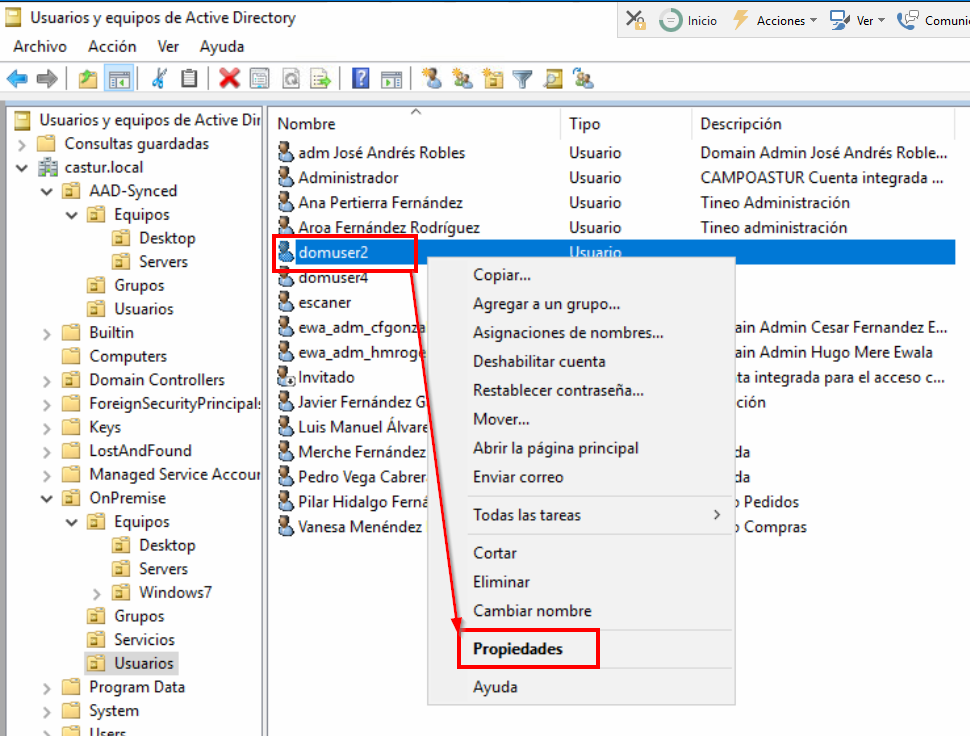 Usuarios y equipos de Active Directory
Inicio Acciones Ver Comuni
Archivo Acción Ver Ayuda
Usuarios y equipos de Active Dir
Consultas guardadas
castur.local
AAD-Synced
Equipos
Desktop
Servers
Grupos
Usuarios
Builtin
Computers
Domain Controllers
ForeignSecurityPrincipals
Keys
LostAndFound
Managed Service Accoun
OnPremise
Equipos
Desktop
Servers
Windows7
Grupos
Servicios
Usuarios
Program Data
System
Users
Nombre Tipo Descripción
adm José Andrés Robles Usuario Domain Admin José Andrés Roble...
Administrador Usuario CAMPOASTUR Cuenta integrada ...
Ana Pertierra Fernández Usuario Tineo Administración
Aroa Fernández Rodríguez Usuario Tineo administración
domuser2 Usuario
domuser4
escaner
ewa_adm_cfgonza ain Admin Cesar Fernandez E...
ewa_adm_hmroge ain Admin Hugo Mere Ewala
Invitado ta integrada para el acceso c...
Javier Fernández G ción
Luis Manuel Álvare
Merche Fernández da
Pedro Vega Cabrer da
Pilar Hidalgo Ferná o Pedidos
Vanesa Menéndez o Compras
Copiar...
Agregar a un grupo...
Asignaciones de nombres...
Deshabilitar cuenta
Restablecer contraseña...
Mover...
Abrir la página principal
Enviar correo
Todas las tareas
Cortar
Eliminar
Cambiar nombre
Propiedades
Ayuda